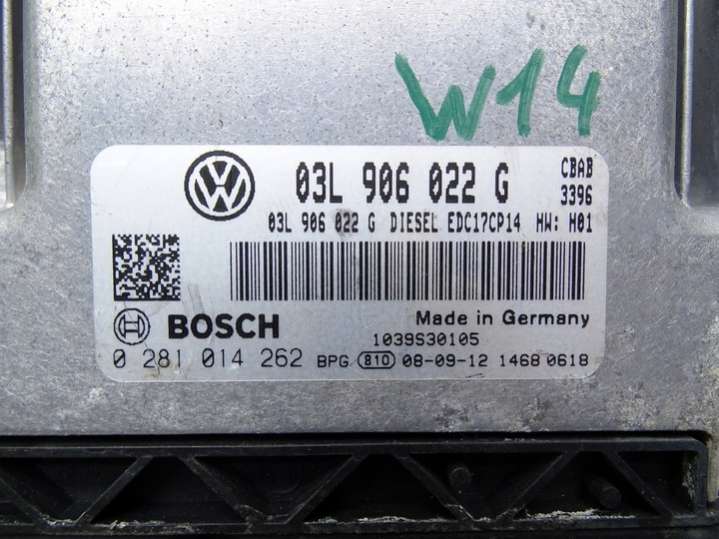 W14
03L 906 022 G CBAB
3396
03L 906 022 G DIESEL EDC17CP14 HW: H01
BOSCH Made in Germany
1039S30105
0 281 014 262 BPG 810 08-09-12 1468 0618